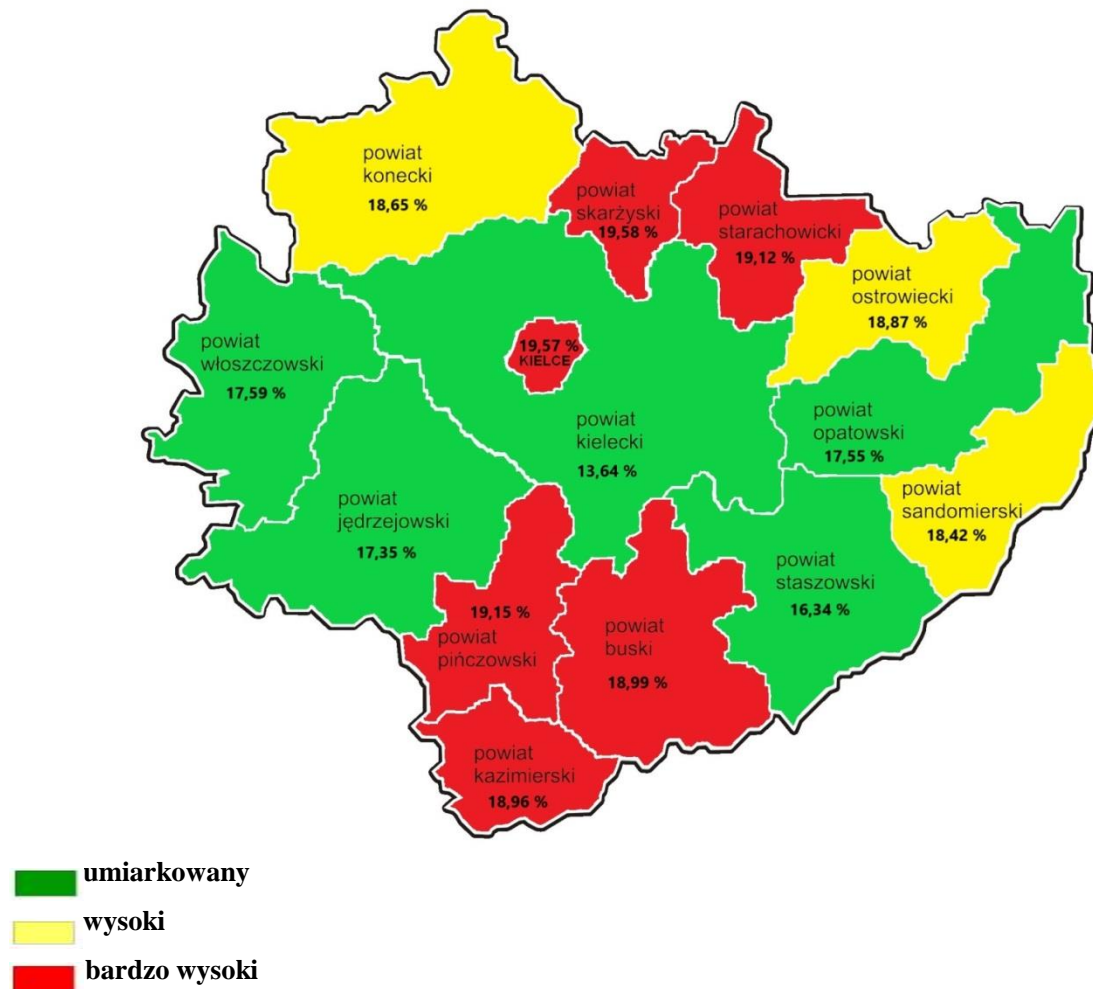 powiat
konecki
18,65 %
powiat
skarżyski
19,58 %
powiat
starachowicki
19,12 %
powiat
ostrowiecki
18,87 %
powiat
włoszczowski
17,59 %
19,57 %
KIELCE
powiat
kielecki
13,64 %
powiat
opatowski
17,55 %
powiat
sandomierski
18,42 %
powiat
jędrzejowski
17,35 %
powiat
staszowski
16,34 %
19,15 %
powiat
pińczowski
powiat
buski
18,99 %
powiat
kazimierski
18,96 %
umiarkowany
wysoki
bardzo wysoki